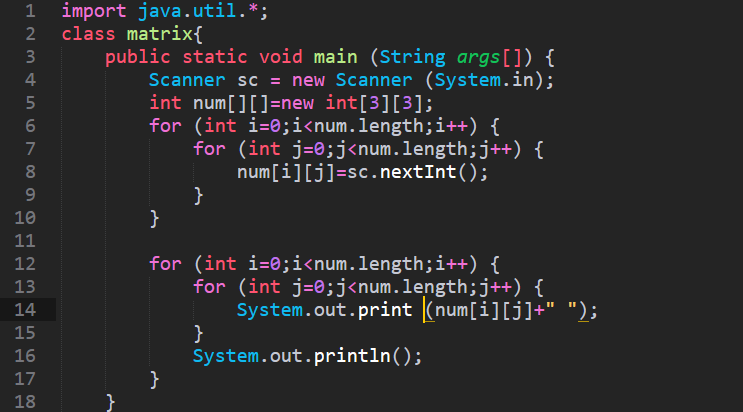 1 import java.util.*;
2 class matrix{
3     public static void main (String args[]) {
4         Scanner sc = new Scanner (System.in);
5         int num[][]=new int[3][3];
6         for (int i=0;i<num.length;i++) {
7             for (int j=0;j<num.length;j++) {
8                 num[i][j]=sc.nextInt();
9             }
10         }
11
12         for (int i=0;i<num.length;i++) {
13             for (int j=0;j<num.length;j++) {
14                 System.out.print (num[i][j]+" ");
15             }
16             System.out.println();
17         }
18     }